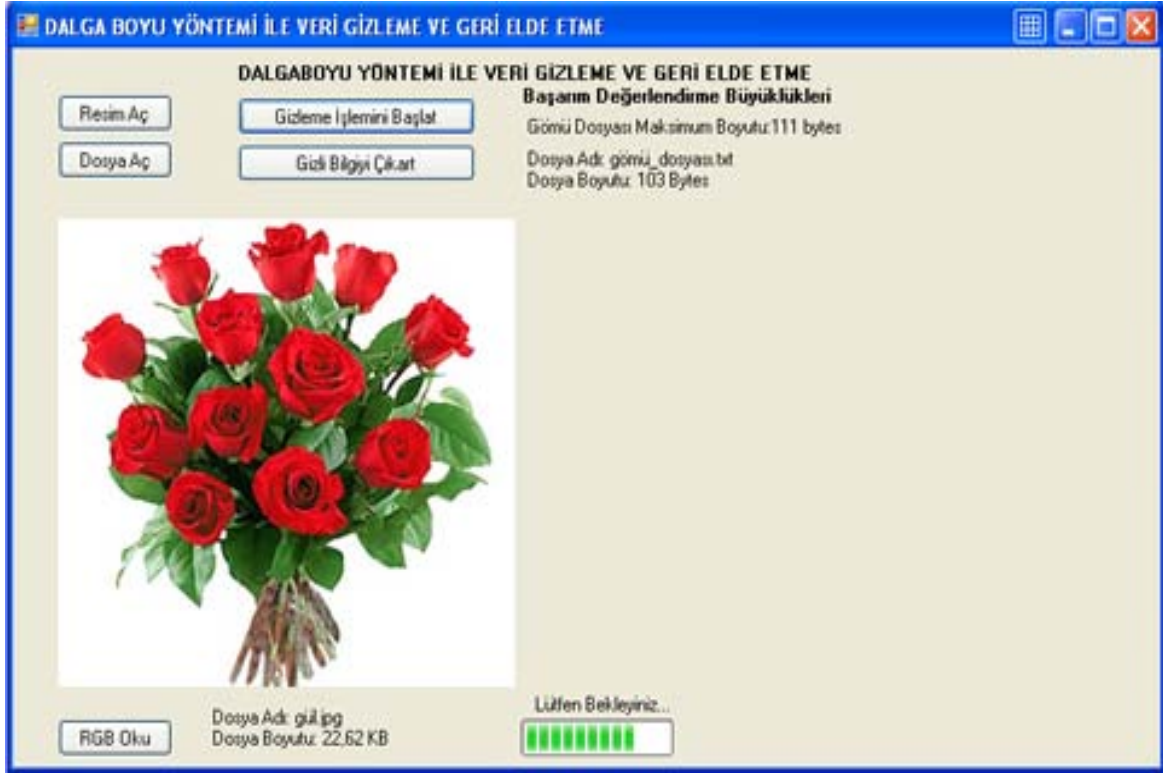 DALGA BOYU YÖNTEMİ İLE VERİ GİZLEME VE GERİ ELDE ETME
DALGABOYU YÖNTEMİ İLE VERİ GİZLEME VE GERİ ELDE ETME
Başarım Değerlendirme Büyüklükleri
Resim Aç
Gizleme İşlemini Başlat
Gömü Dosyası Maksimum Boyutu:111 bytes
Dosya Aç
Gizli Bilgiyi Çıkart
Dosya Adı: gömü_dosyası.txt
Dosya Boyutu: 103 Bytes
Lütfen Bekleyiniz...
RGB Oku
Dosya Adı: gül.jpg
Dosya Boyutu: 22,62 KB